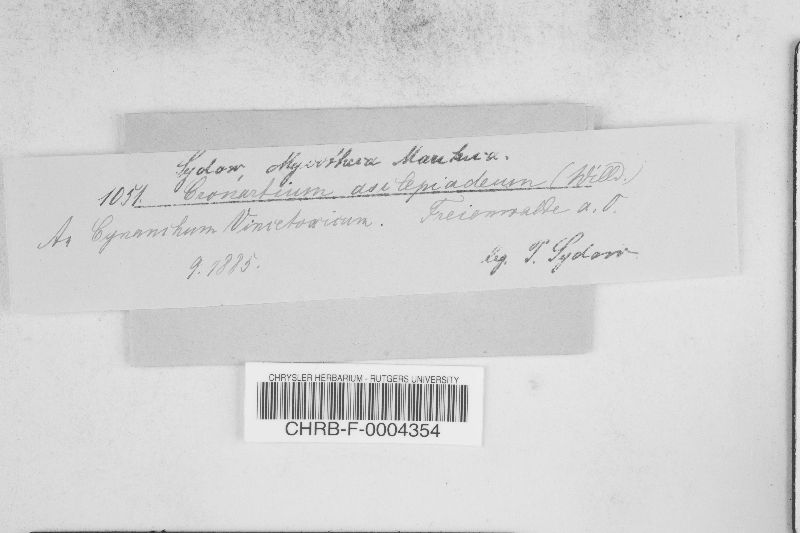 Sydow, Mycotheca Marchica.
1051. Cronartium asclepiadeum (Willd.)
An Cynanchum Vincetoxicum. Freienwalde a. O.
9. 1885. leg. P. Sydow
CHRYSLER HERBARIUM - RUTGERS UNIVERSITY
CHRB-F-0004354